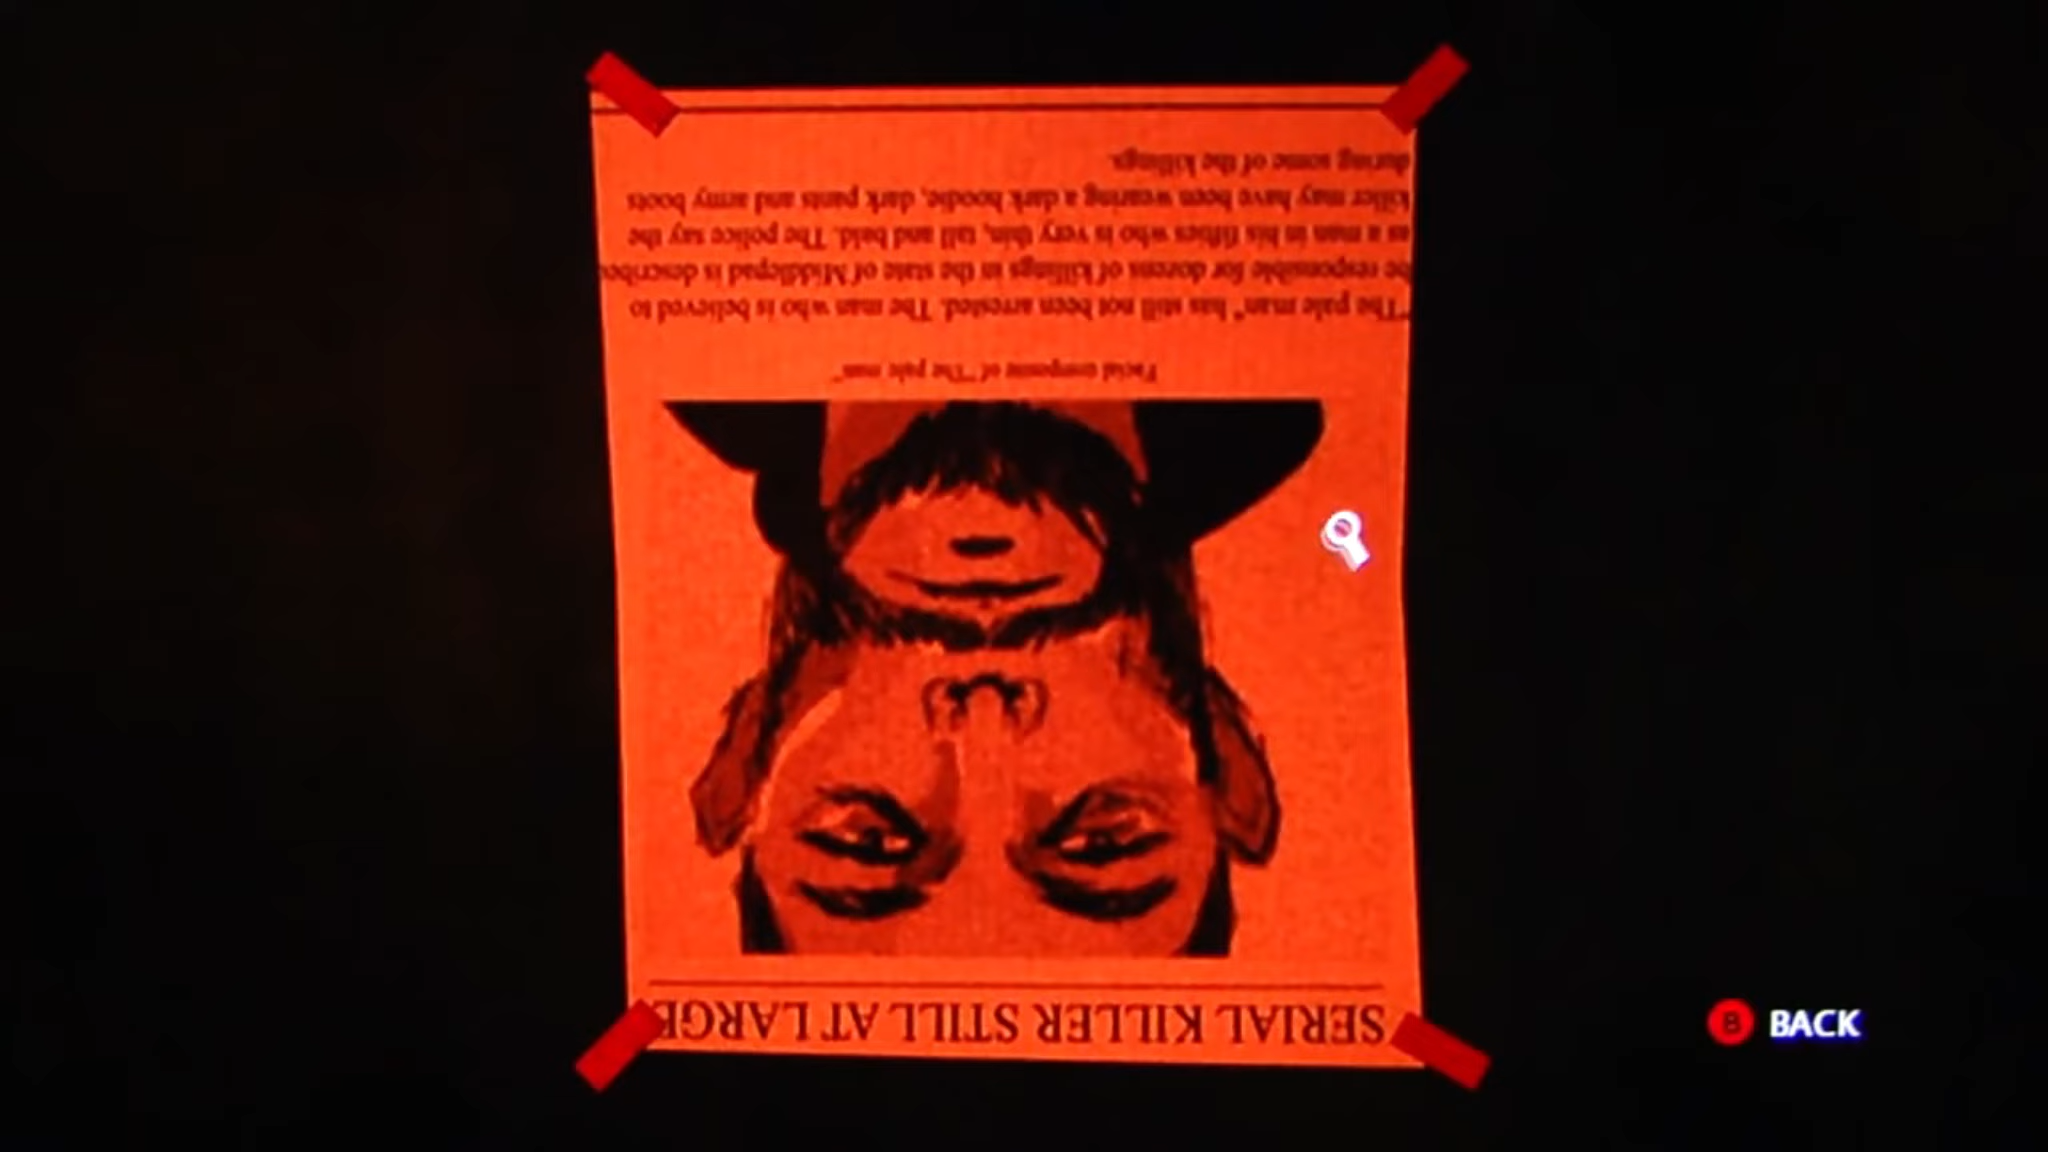 SERIAL KILLER STILL AT LARGE
Facial composite of "The pale man"
"The pale man" has still not been arrested. The man who is believed to
be responsible for dozens of killings in the state of Middlepad is described
as a man in his fifties who is very thin, tall and bald. The police say the
killer may have been wearing a dark hoodie, dark pants and army boots
during some of the killings.
B BACK